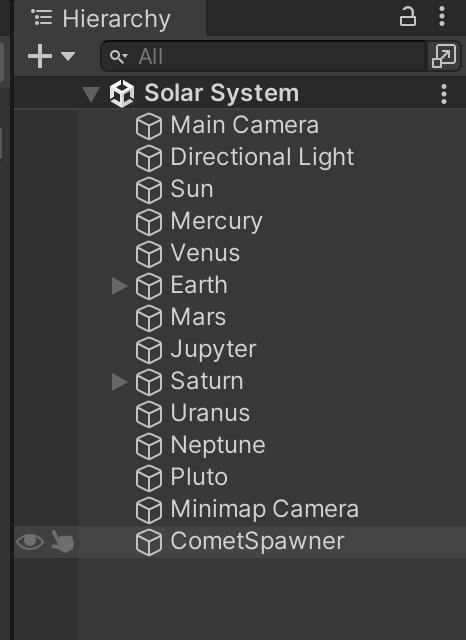 Hierarchy
All
Solar System
Main Camera
Directional Light
Sun
Mercury
Venus
Earth
Mars
Jupyter
Saturn
Uranus
Neptune
Pluto
Minimap Camera
CometSpawner